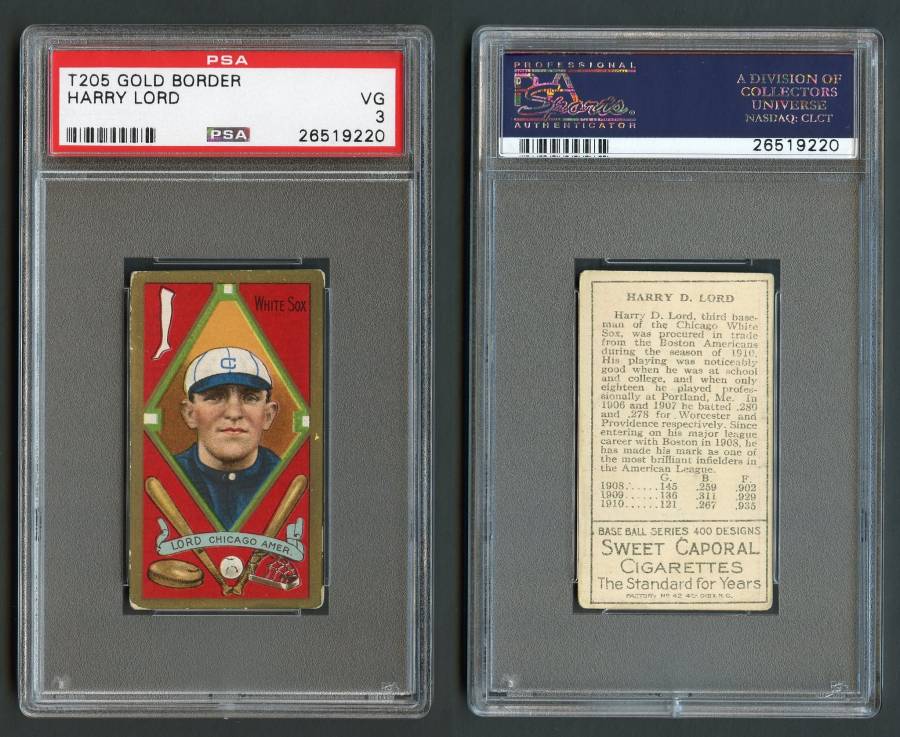 PSA
T205 GOLD BORDER
HARRY LORD
VG
3
PSA
26519220
WHITE SOX
C
LORD CHICAGO AMER.
PROFESSIONAL
PSA
Sports
AUTHENTICATOR
A DIVISION OF
COLLECTORS
UNIVERSE
NASDAQ: CLCT
26519220
HARRY D. LORD
Harry D. Lord, third base-
man of the Chicago White
Sox, was procured in trade
from the Boston Americans
during the season of 1910.
His playing was noticeably
good when he was at school
and college, and when only
eighteen he played profes-
sionally at Portland, Me. In
1906 and 1907 he batted .280
and .278 for Worcester and
Providence respectively. Since
entering on his major league
career with Boston in 1908, he
has made his mark as one of
the most brilliant infielders in
the American League.
G. B. F.
1908......145 .259 .902
1909......136 .311 .929
1910......121 .267 .935
BASE BALL SERIES 400 DESIGNS
SWEET CAPORAL
CIGARETTES
The Standard for Years
FACTORY No 42 4TH DIST. N.C.